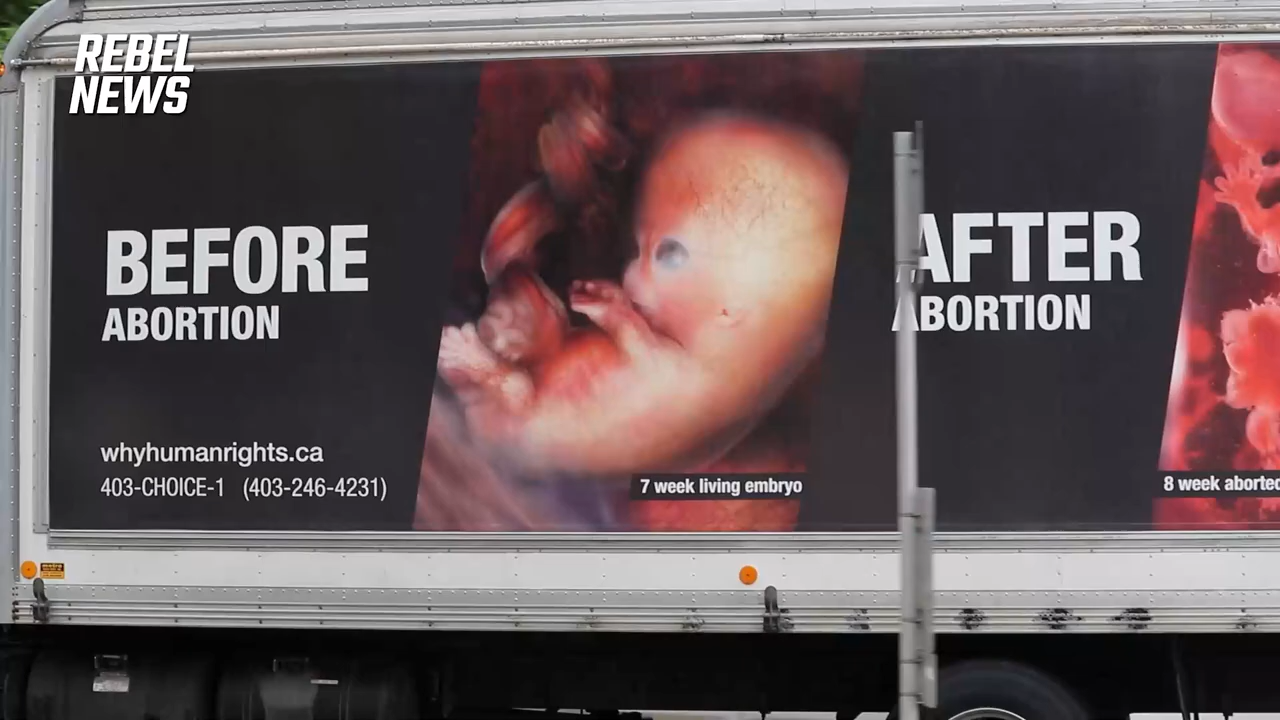 REBEL
NEWS
BEFORE
ABORTION
whyhumanrights.ca
403-CHOICE-1 (403-246-4231)
7 week living embryo
AFTER
ABORTION
8 week aborted